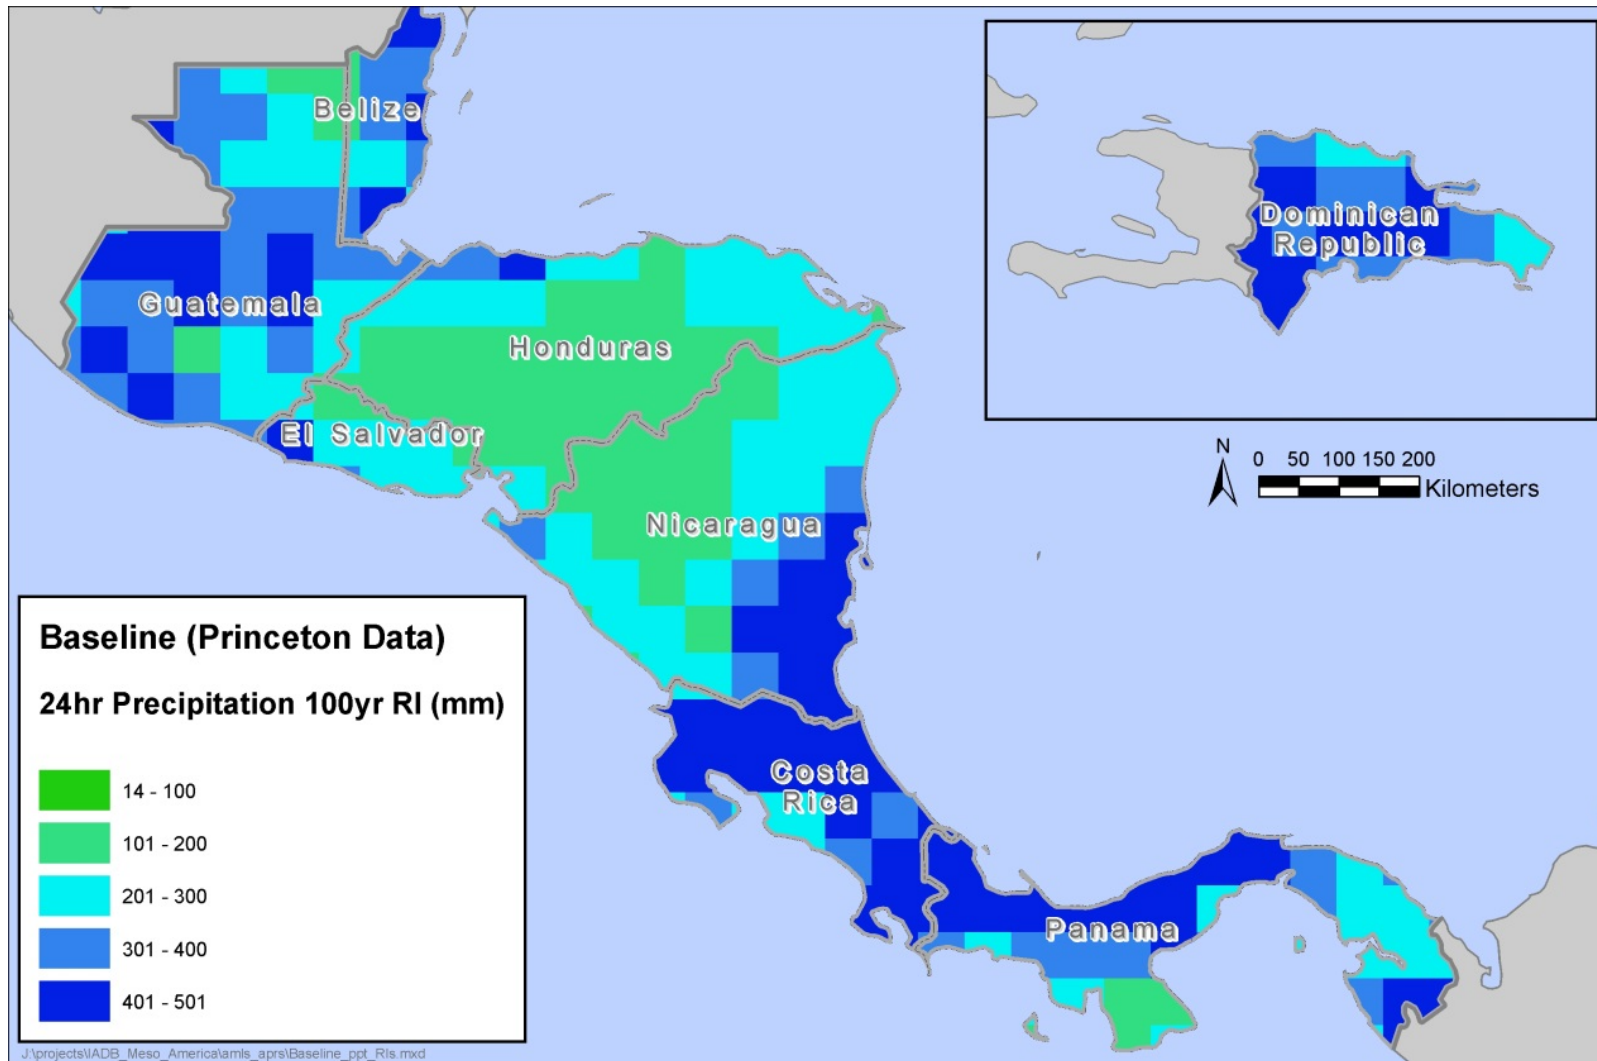 Belize
Guatemala
Honduras
El Salvador
Nicaragua
Costa
Rica
Panama
Dominican
Republic
N
0 50 100 150 200
Kilometers
Baseline (Princeton Data)
24hr Precipitation 100yr RI (mm)
14 - 100
101 - 200
201 - 300
301 - 400
401 - 501
J:\projects\IADB_Meso_America\amls_aprs\Baseline_ppt_RIs.mxd